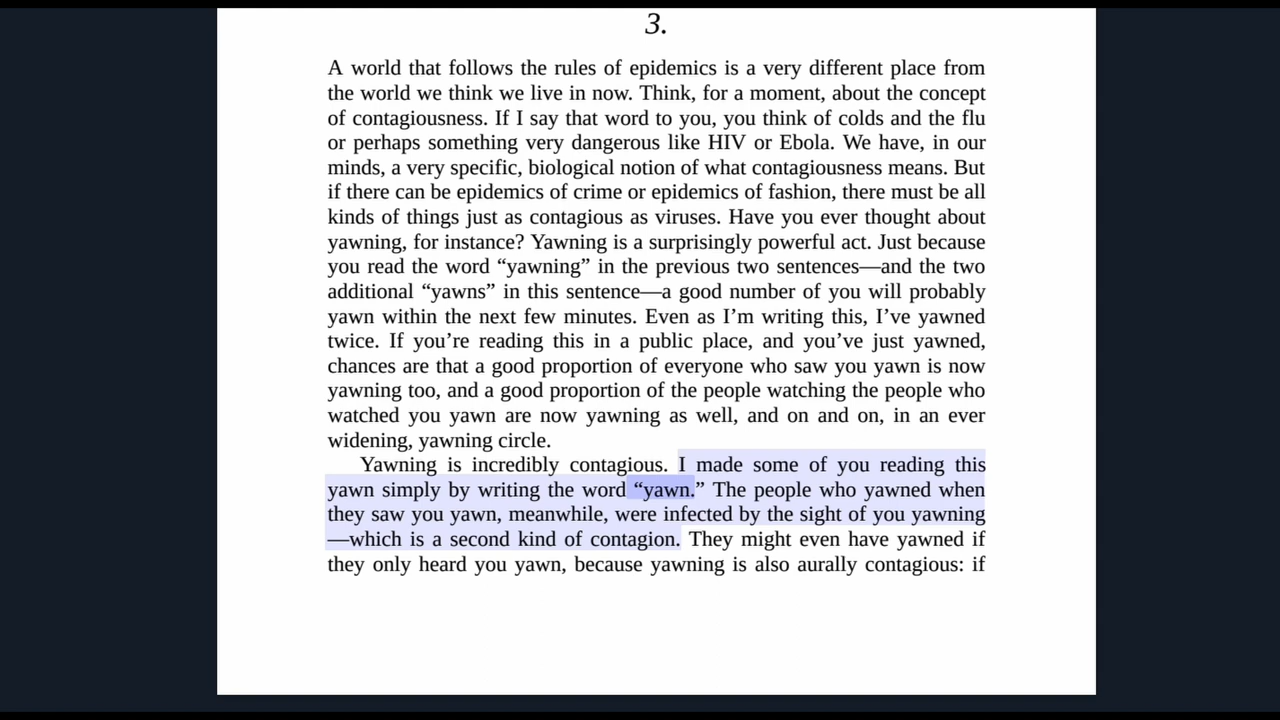 3.
A world that follows the rules of epidemics is a very different place from
the world we think we live in now. Think, for a moment, about the concept
of contagiousness. If I say that word to you, you think of colds and the flu
or perhaps something very dangerous like HIV or Ebola. We have, in our
minds, a very specific, biological notion of what contagiousness means. But
if there can be epidemics of crime or epidemics of fashion, there must be all
kinds of things just as contagious as viruses. Have you ever thought about
yawning, for instance? Yawning is a surprisingly powerful act. Just because
you read the word “yawning” in the previous two sentences—and the two
additional “yawns” in this sentence—a good number of you will probably
yawn within the next few minutes. Even as I’m writing this, I’ve yawned
twice. If you’re reading this in a public place, and you’ve just yawned,
chances are that a good proportion of everyone who saw you yawn is now
yawning too, and a good proportion of the people watching the people who
watched you yawn are now yawning as well, and on and on, in an ever
widening, yawning circle.
Yawning is incredibly contagious. I made some of you reading this
yawn simply by writing the word “yawn.” The people who yawned when
they saw you yawn, meanwhile, were infected by the sight of you yawning
—which is a second kind of contagion. They might even have yawned if
they only heard you yawn, because yawning is also aurally contagious: if